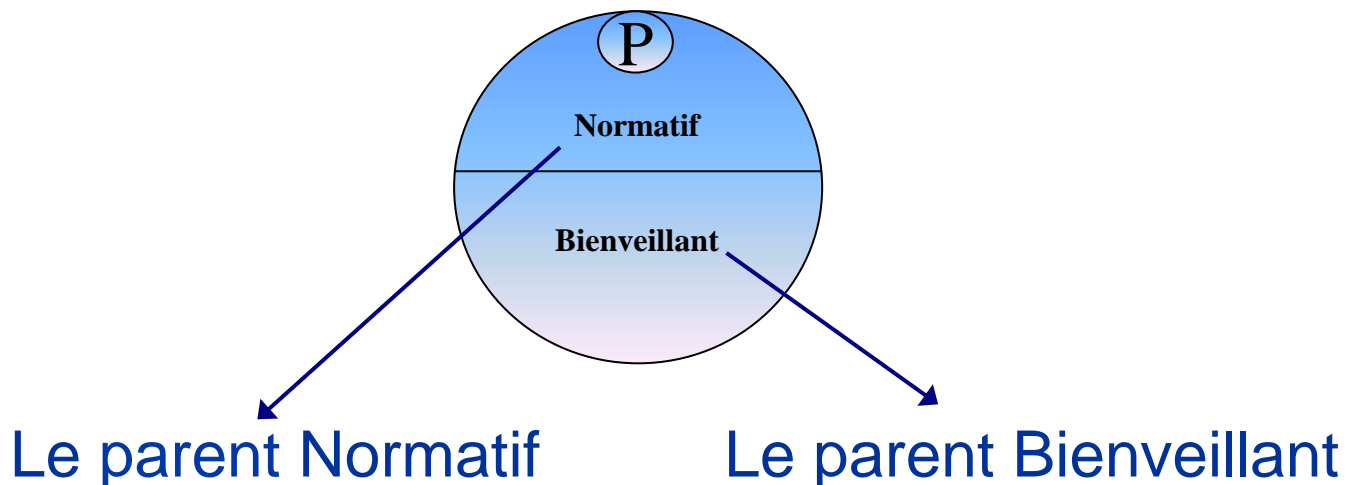 P
Normatif
Bienveillant
Le parent Normatif
Le parent Bienveillant